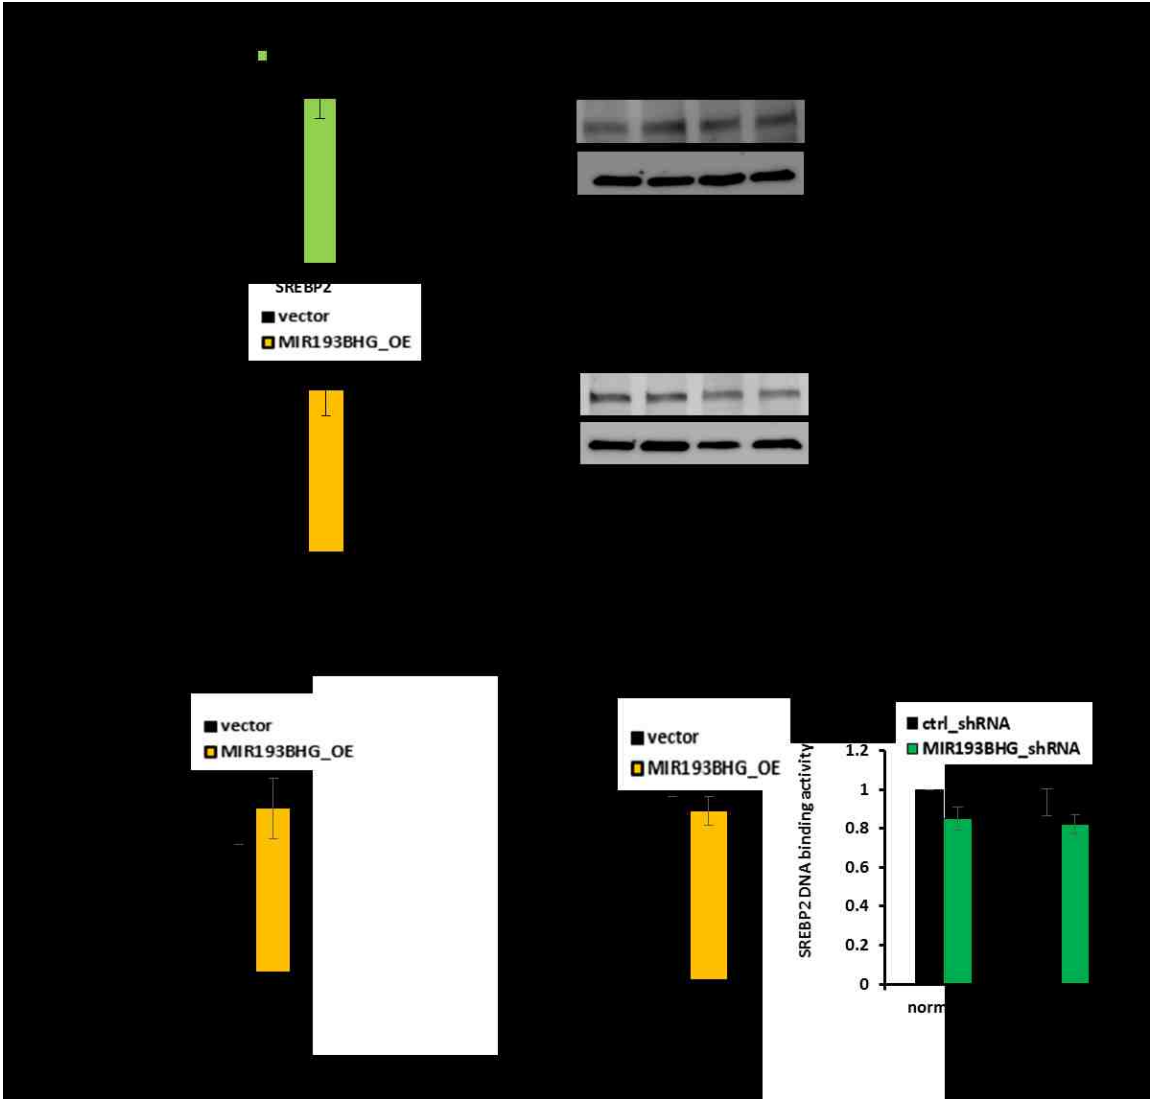 SREBP2
vector
MIR193BHG_OE
vector
MIR193BHG_OE
vector
MIR193BHG_OE
ctrl_shRNA
MIR193BHG_shRNA
SREBP2 DNA binding activity
1.2
1
0.8
0.6
0.4
0.2
0
norm